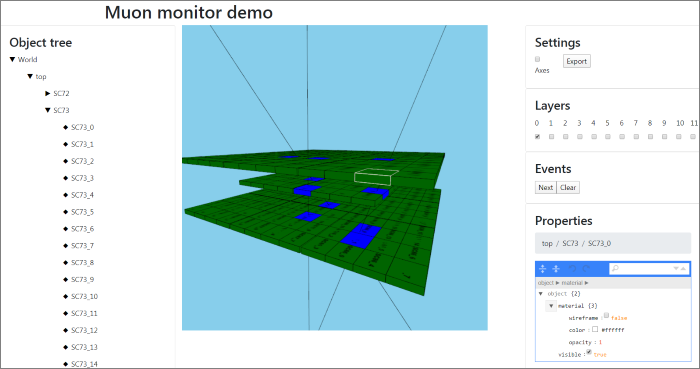 Muon monitor demo
Object tree
World
top
SC72
SC73
SC73_0
SC73_1
SC73_2
SC73_3
SC73_4
SC73_5
SC73_6
SC73_7
SC73_8
SC73_9
SC73_10
SC73_11
SC73_12
SC73_13
SC73_14
Settings
Axes
Export
Layers
0 1 2 3 4 5 6 7 8 9 10 11
Events
Next Clear
Properties
top / SC73 / SC73_0
object ► material ►
object {2}
material {3}
wireframe : false
color : #ffffff
opacity : 1
visible : true